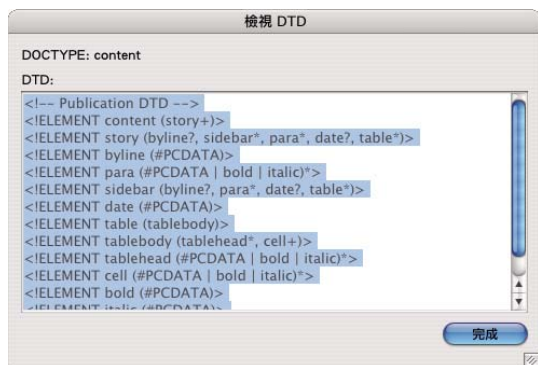 檢視 DTD
DOCTYPE: content
DTD:
<!-- Publication DTD -->
<!ELEMENT content (story+)>
<!ELEMENT story (byline?, sidebar*, para*, date?, table*)>
<!ELEMENT byline (#PCDATA)>
<!ELEMENT para (#PCDATA | bold | italic)*>
<!ELEMENT sidebar (byline?, para*, date?, table*)>
<!ELEMENT date (#PCDATA)>
<!ELEMENT table (tablebody)>
<!ELEMENT tablebody (tablehead*, cell+)>
<!ELEMENT tablehead (#PCDATA | bold | italic)*>
<!ELEMENT cell (#PCDATA | bold | italic)*>
<!ELEMENT bold (#PCDATA)>
<!ELEMENT italic (#PCDATA)>
完成